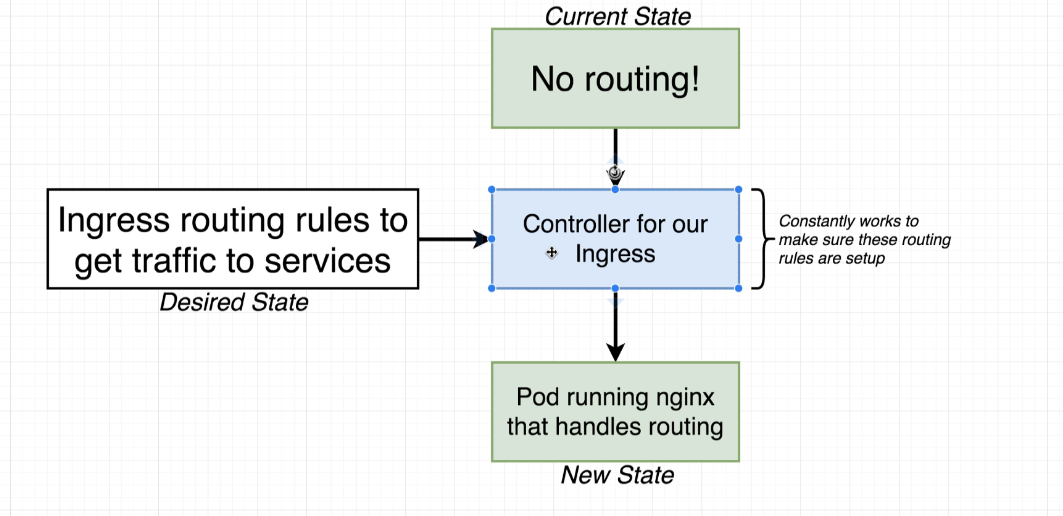 Current State
No routing!
Ingress routing rules to
get traffic to services
Desired State
Controller for our
Ingress
Constantly works to
make sure these routing
rules are setup
Pod running nginx
that handles routing
New State